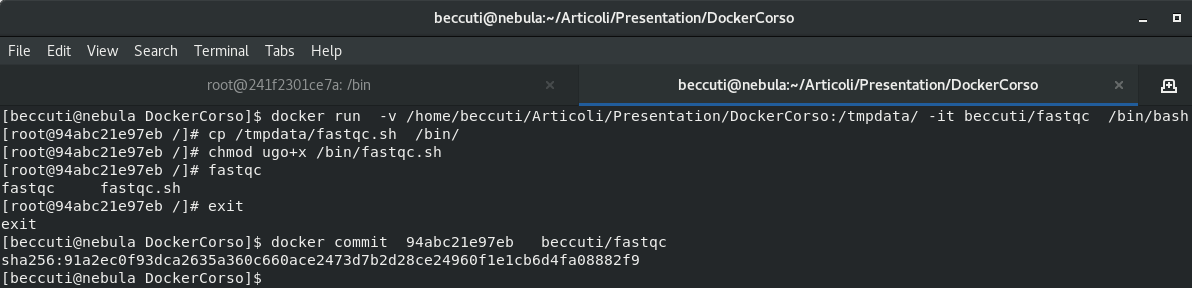 beccuti@nebula:~/Articoli/Presentation/DockerCorso
File Edit View Search Terminal Tabs Help
root@241f2301ce7a: /bin × beccuti@nebula:~/Articoli/Presentation/DockerCorso ×
[beccuti@nebula DockerCorso]$ docker run  -v /home/beccuti/Articoli/Presentation/DockerCorso:/tmpdata/ -it beccuti/fastqc  /bin/bash
[root@94abc21e97eb /]# cp /tmpdata/fastqc.sh  /bin/
[root@94abc21e97eb /]# chmod ugo+x /bin/fastqc.sh
[root@94abc21e97eb /]# fastqc
fastqc     fastqc.sh
[root@94abc21e97eb /]# exit
exit
[beccuti@nebula DockerCorso]$ docker commit  94abc21e97eb   beccuti/fastqc
sha256:91a2ec0f93dca2635a360c660ace2473d7b2d28ce24960f1e1cb6d4fa08882f9
[beccuti@nebula DockerCorso]$